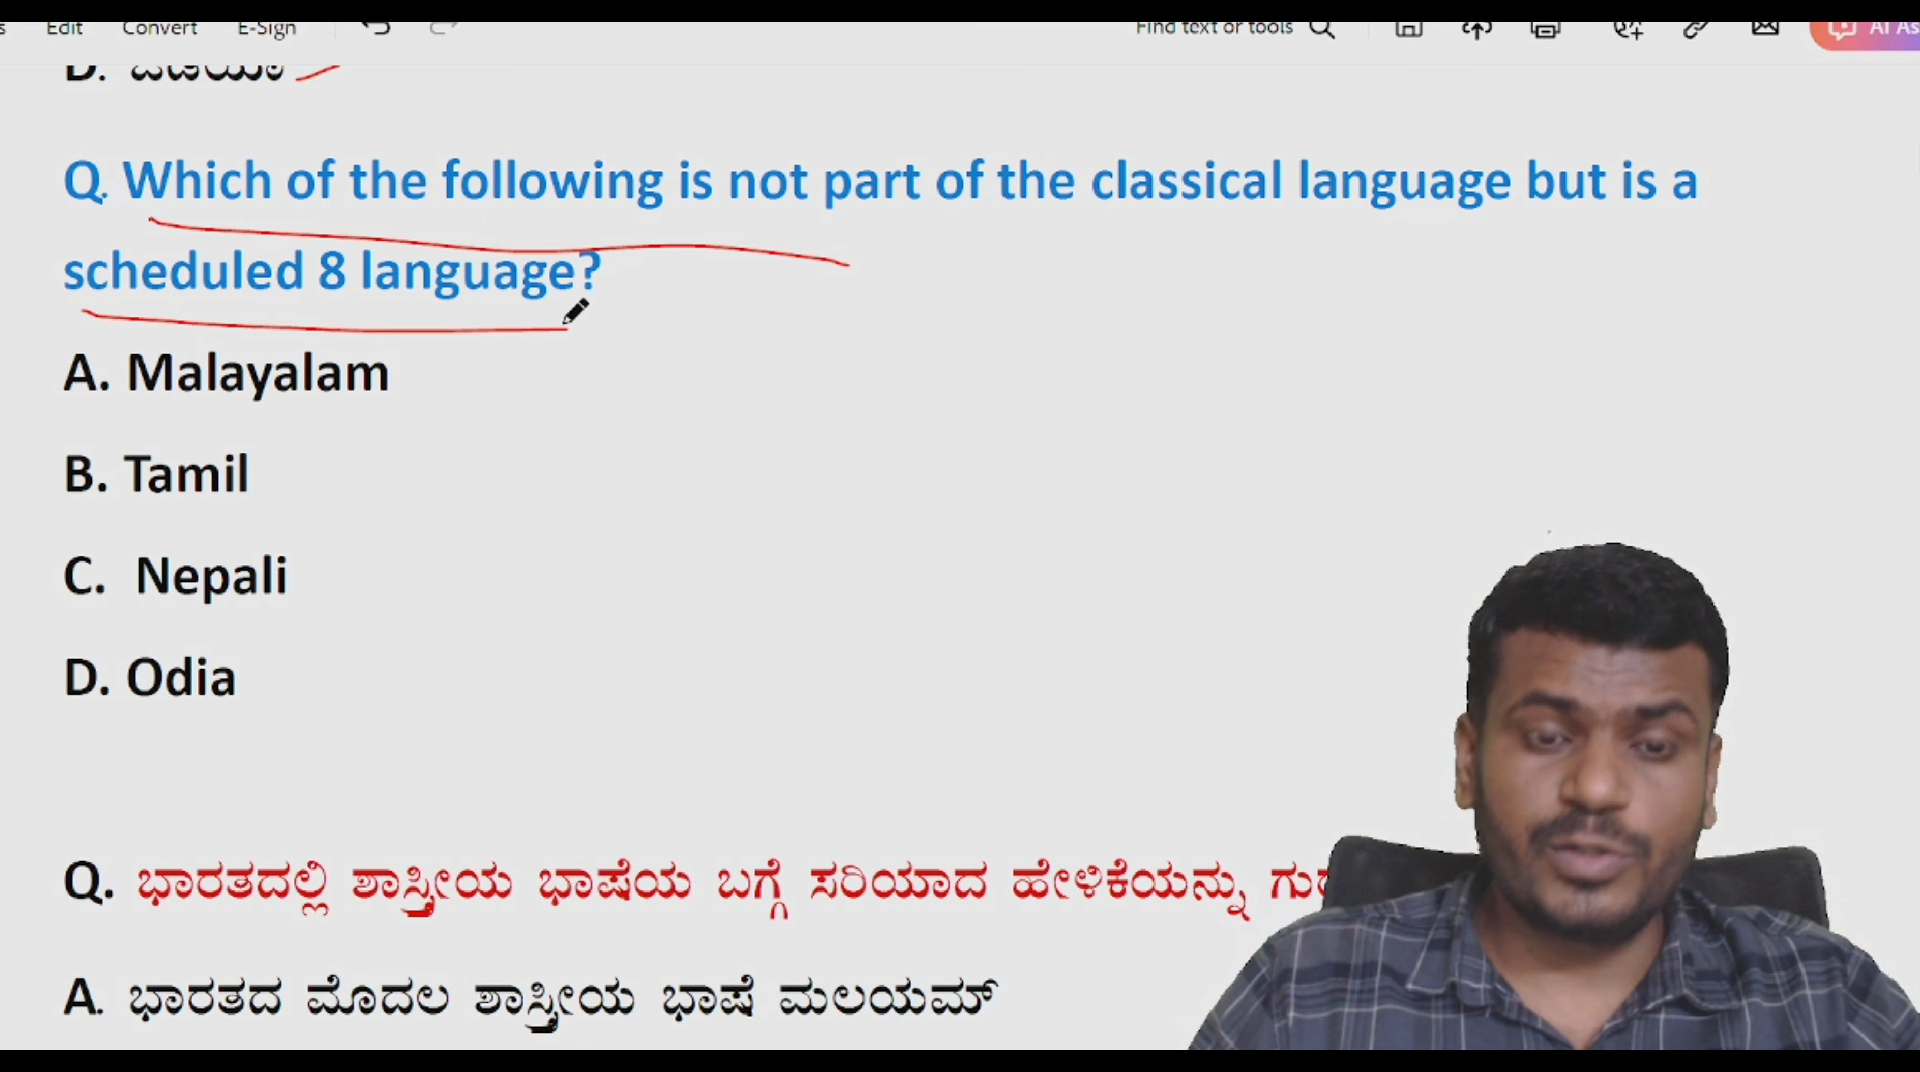 Edit Convert E-Sign Find text or tools
D. ಒಡಿಯಾ
Q. Which of the following is not part of the classical language but is a
scheduled 8 language?
A. Malayalam
B. Tamil
C. Nepali
D. Odia
Q. ಭಾರತದಲ್ಲಿ ಶಾಸ್ತ್ರೀಯ ಭಾಷೆಯ ಬಗ್ಗೆ ಸರಿಯಾದ ಹೇಳಿಕೆಯನ್ನು
A. ಭಾರತದ ಮೊದಲ ಶಾಸ್ತ್ರೀಯ ಭಾಷೆ ಮಲಯಮ್